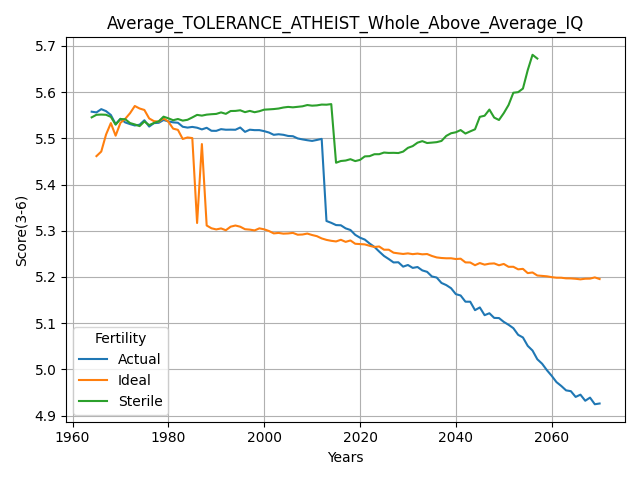 Average_TOLERANCE_ATHEIST_Whole_Above_Average_IQ
5.7
5.6
5.5
5.4
5.3
5.2
5.1
5.0
4.9
Score(3-6)
Fertility
Actual
Ideal
Sterile
1960 1980 2000 2020 2040 2060
Years